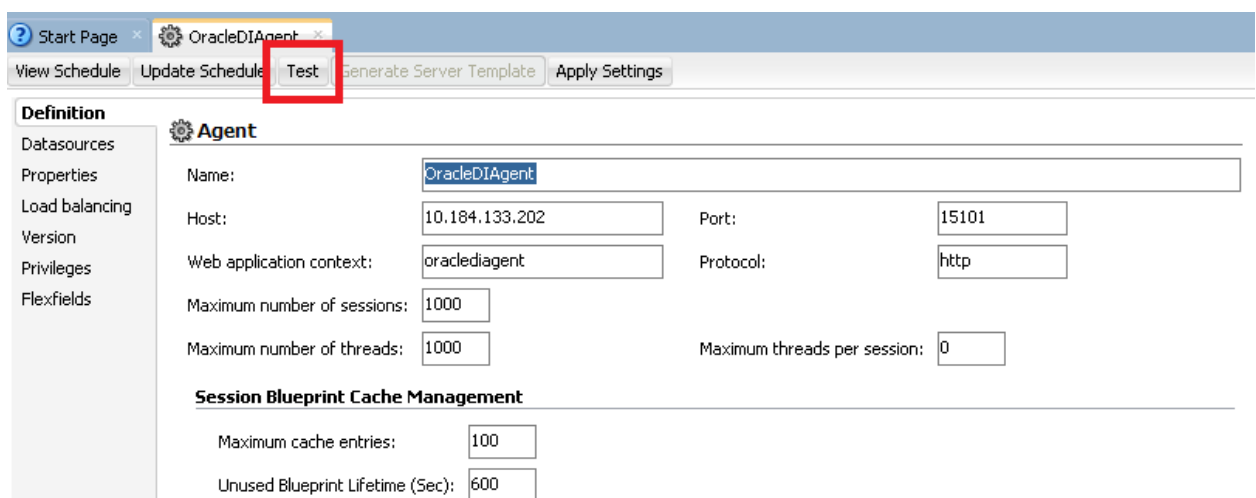 Start Page OracleDIAgent
View Schedule Update Schedule Test Generate Server Template Apply Settings
Definition
Datasources
Properties
Load balancing
Version
Privileges
Flexfields
Agent
Name: OracleDIAgent
Host: 10.184.133.202 Port: 15101
Web application context: oraclediagent Protocol: http
Maximum number of sessions: 1000
Maximum number of threads: 1000 Maximum threads per session: 0
Session Blueprint Cache Management
Maximum cache entries: 100
Unused Blueprint Lifetime (Sec): 600